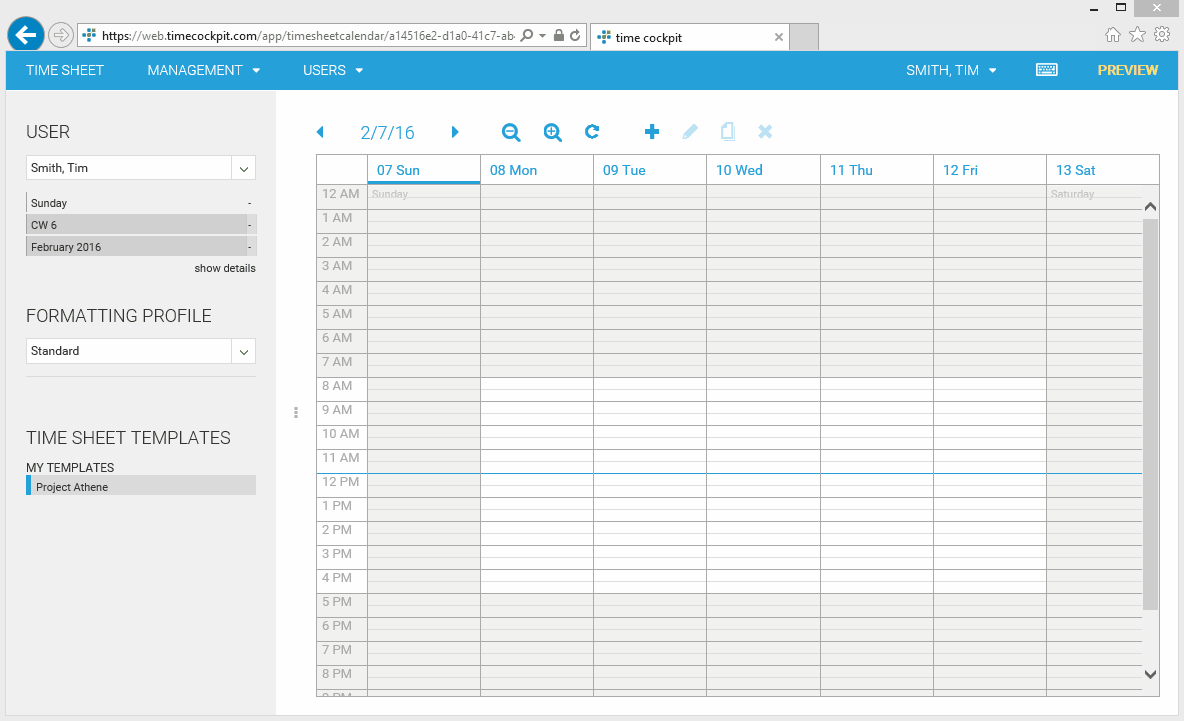 https://web.timecockpit.com/app/timesheetcalendar/a14516e2-d1a0-41c7-ab
time cockpit
TIME SHEET
MANAGEMENT
USERS
SMITH, TIM
PREVIEW
USER
Smith, Tim
Sunday -
CW 6 -
February 2016 -
show details
FORMATTING PROFILE
Standard
TIME SHEET TEMPLATES
MY TEMPLATES
Project Athene
2/7/16
07 Sun
08 Mon
09 Tue
10 Wed
11 Thu
12 Fri
13 Sat
Sunday
Saturday
12 AM
1 AM
2 AM
3 AM
4 AM
5 AM
6 AM
7 AM
8 AM
9 AM
10 AM
11 AM
12 PM
1 PM
2 PM
3 PM
4 PM
5 PM
6 PM
7 PM
8 PM